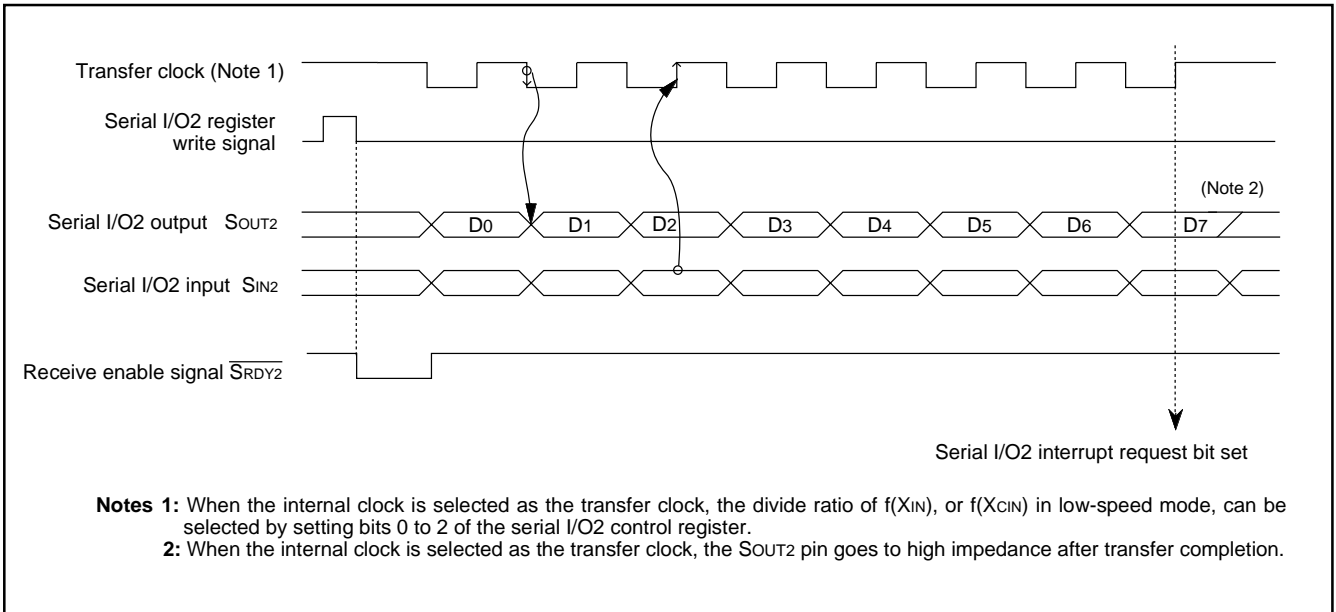 Transfer clock (Note 1)
Serial I/O2 register
write signal
(Note 2)
Serial I/O2 output SOUT2
D0 D1 D2 D3 D4 D5 D6 D7
Serial I/O2 input SIN2
Receive enable signal SRDY2
Serial I/O2 interrupt request bit set
Notes 1: When the internal clock is selected as the transfer clock, the divide ratio of f(XIN), or f(XCIN) in low-speed mode, can be
selected by setting bits 0 to 2 of the serial I/O2 control register.
2: When the internal clock is selected as the transfer clock, the SOUT2 pin goes to high impedance after transfer completion.